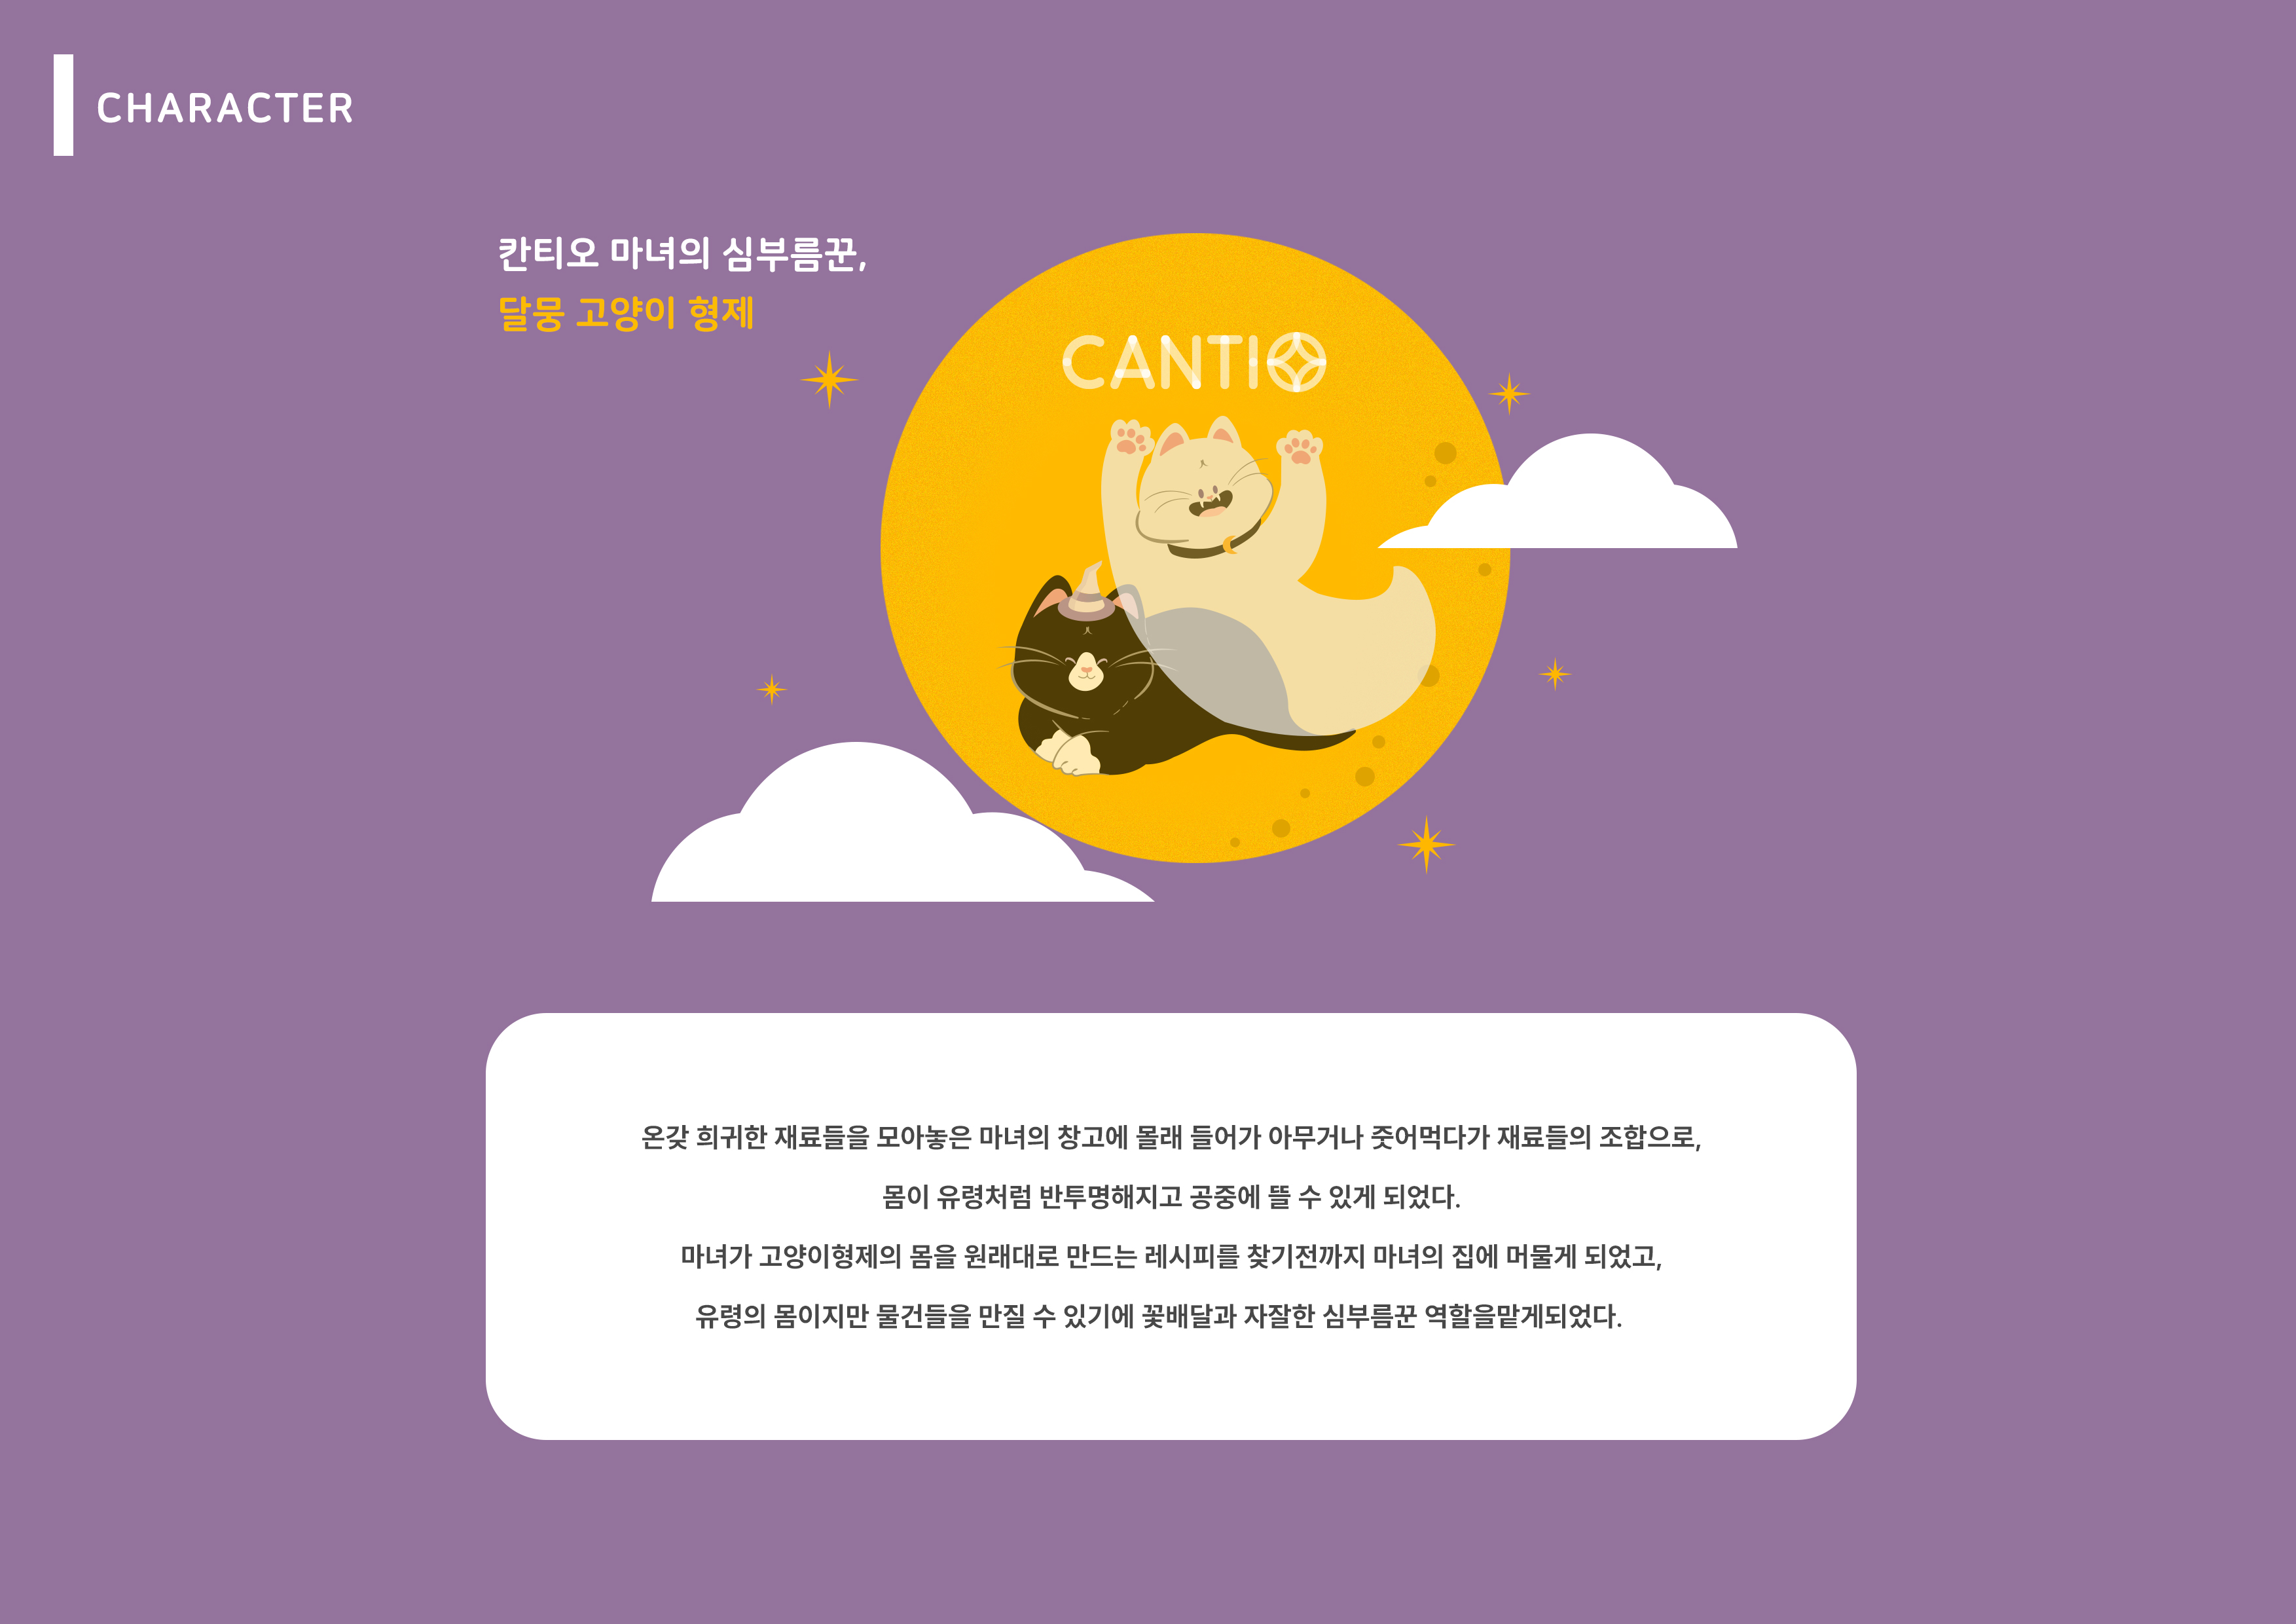 CHARACTER
칸티오 마녀의 심부름꾼,
달뭉 고양이 형제
CANTIO
온갖 희귀한 재료들을 모아놓은 마녀의 창고에 몰래 들어가 아무거나 줏어먹다가 재료들의 조합으로,
몸이 유령처럼 반투명해지고 공중에 뜰 수 있게 되었다.
마녀가 고양이형제의 몸을 원래대로 만드는 레시피를 찾기전까지 마녀의 집에 머물게 되었고,
유령의 몸이지만 물건들을 만질 수 있기에 꽃배달과 자잘한 심부름꾼 역할을맡게되었다.